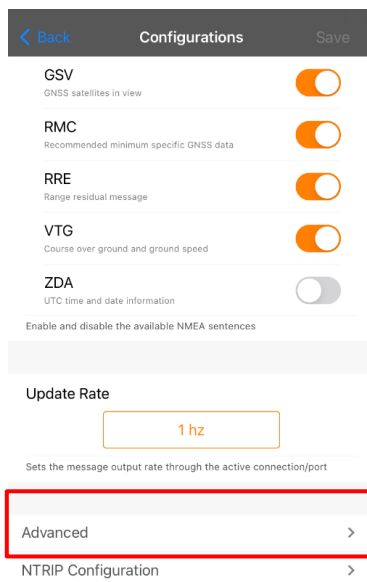 Back Configurations Save
GSV
GNSS satellites in view
RMC
Recommended minimum specific GNSS data
RRE
Range residual message
VTG
Course over ground and ground speed
ZDA
UTC time and date information
Enable and disable the available NMEA sentences
Update Rate
1 hz
Sets the message output rate through the active connection/port
Advanced
NTRIP Configuration